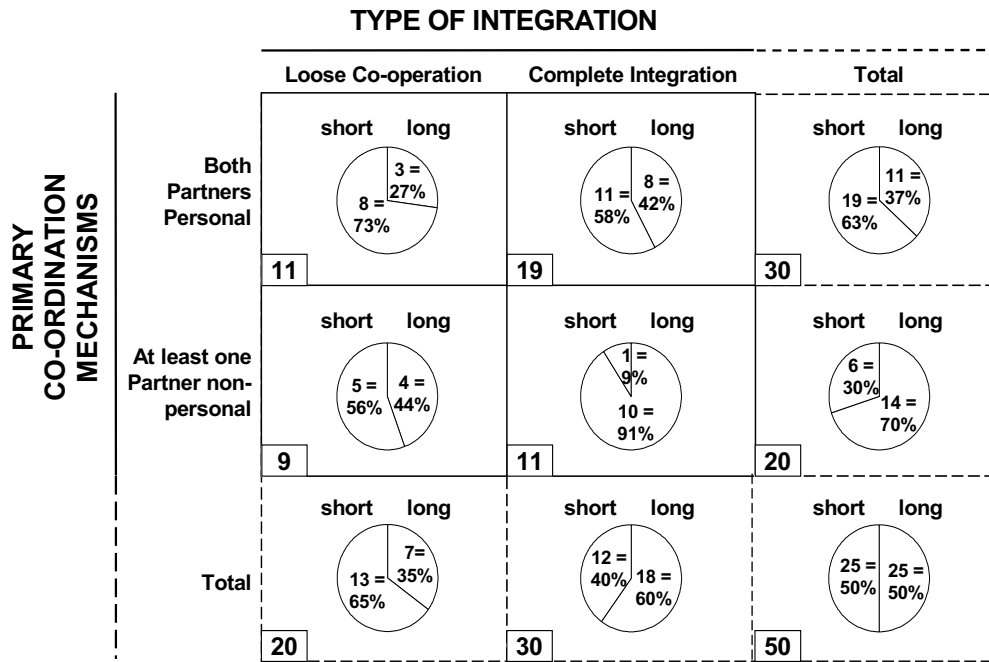 TYPE OF INTEGRATION
Loose Co-operation
Complete Integration
Total
PRIMARY
CO-ORDINATION
MECHANISMS
Both
Partners
Personal
short long
3 =
27%
8 =
73%
11
short long
11 =
58%
8 =
42%
19
short long
11 =
37%
19 =
63%
30
At least one
Partner non-
personal
short long
5 =
56%
4 =
44%
9
short long
1 =
9%
10 =
91%
11
short long
6 =
30%
14 =
70%
20
Total
short long
7=
35%
13 =
65%
20
short long
12 =
40%
18 =
60%
30
short long
25 =
50%
25 =
50%
50